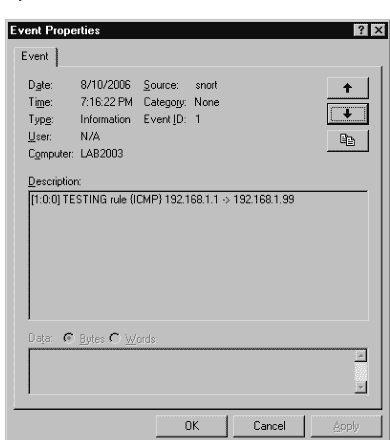 Event Properties
Event
Date: 8/10/2006 Source: snort
Time: 7:16:22 PM Category: None
Type: Information Event ID: 1
User: N/A
Computer: LAB2003
Description:
[1:0:0] TESTING rule {ICMP} 192.168.1.1 -> 192.168.1.99
Data: Bytes Words
OK Cancel Apply